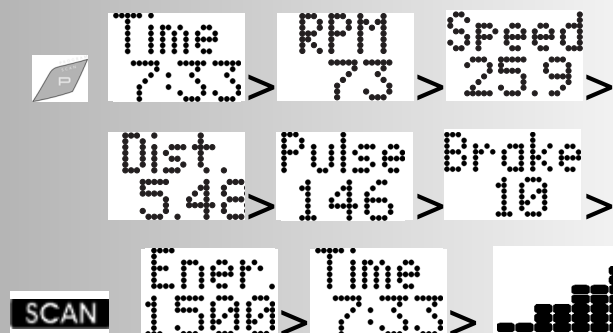 Time RPM Speed
P 7:33 > 73 > 25.9 >
Dist. Pulse Brake
5.48 > 146 > 10 >
Ener. Time
SCAN 1500 > 7:33 >